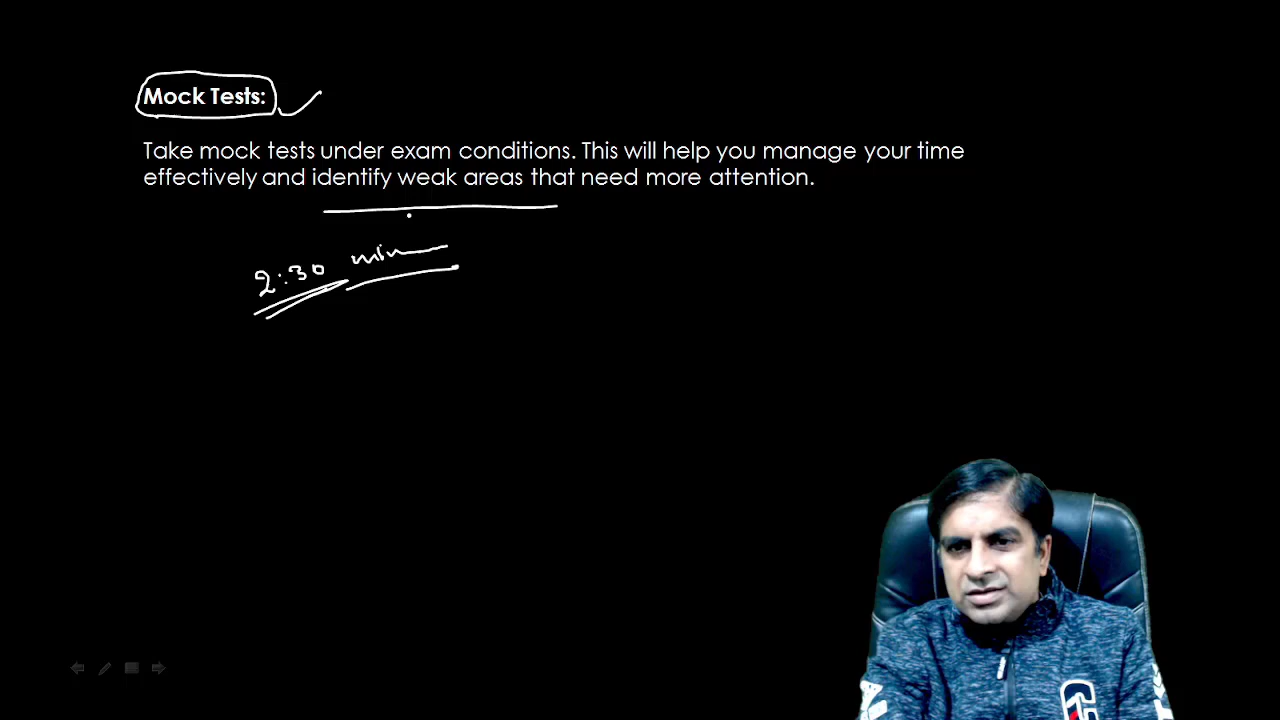 Mock Tests:
Take mock tests under exam conditions. This will help you manage your time
effectively and identify weak areas that need more attention.
2:30 min